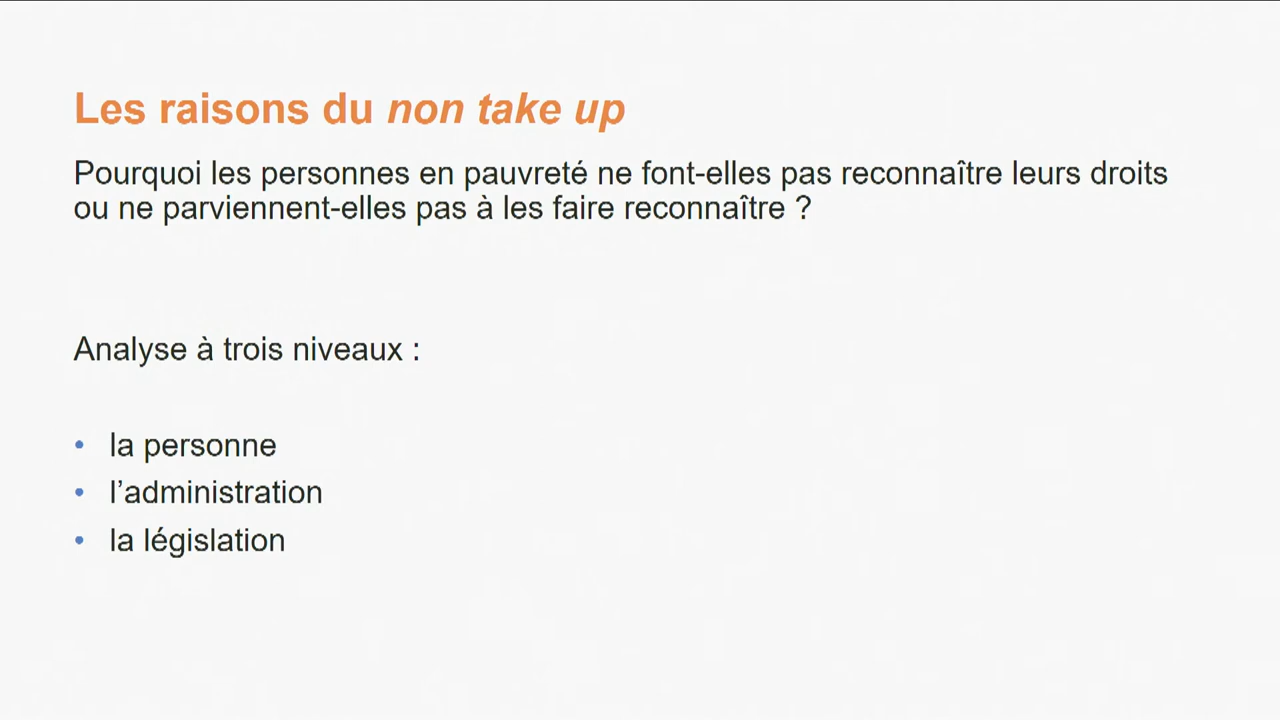 Les raisons du non take up
Pourquoi les personnes en pauvreté ne font-elles pas reconnaître leurs droits
ou ne parviennent-elles pas à les faire reconnaître ?
Analyse à trois niveaux :
• la personne
• l’administration
• la législation